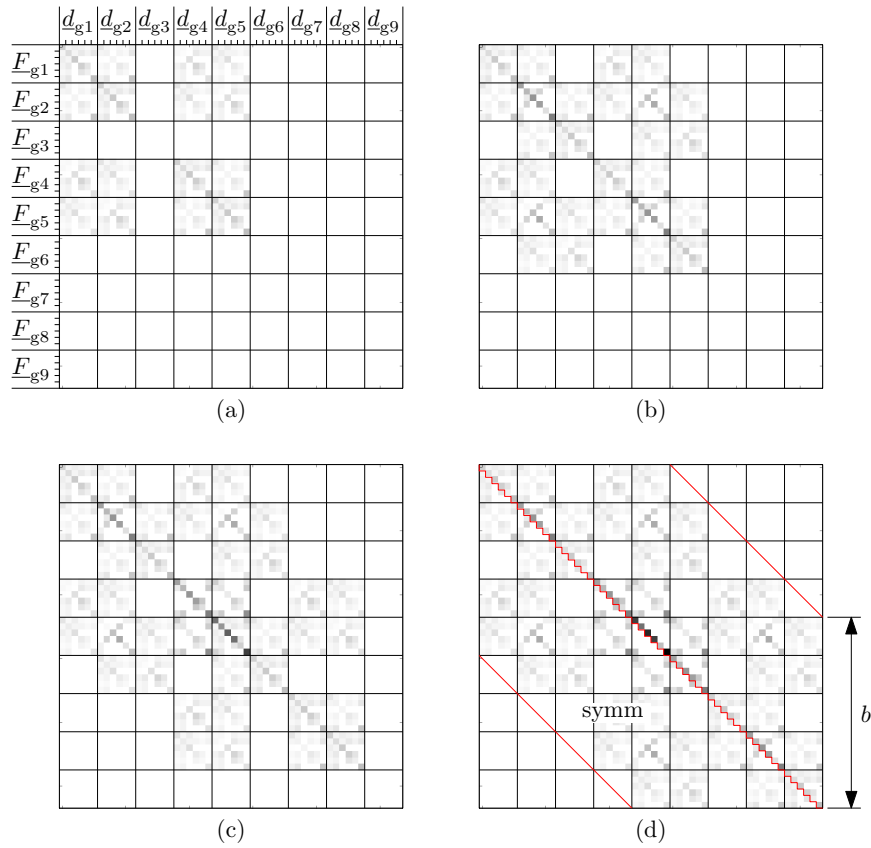 d_g1 d_g2 d_g3 d_g4 d_g5 d_g6 d_g7 d_g8 d_g9
F_g1
F_g2
F_g3
F_g4
F_g5
F_g6
F_g7
F_g8
F_g9
(a) (b)
symm b
(c) (d)